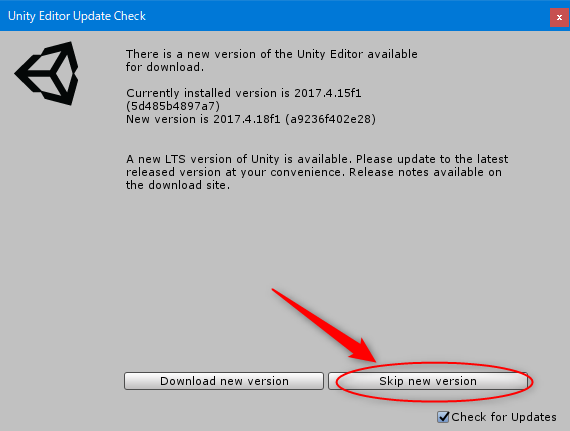 Unity Editor Update Check
x
There is a new version of the Unity Editor available
for download.
Currently installed version is 2017.4.15f1
(5d485b4897a7)
New version is 2017.4.18f1 (a9236f402e28)
A new LTS version of Unity is available. Please update to the latest
released version at your convenience. Release notes available on
the download site.
Download new version
Skip new version
Check for Updates